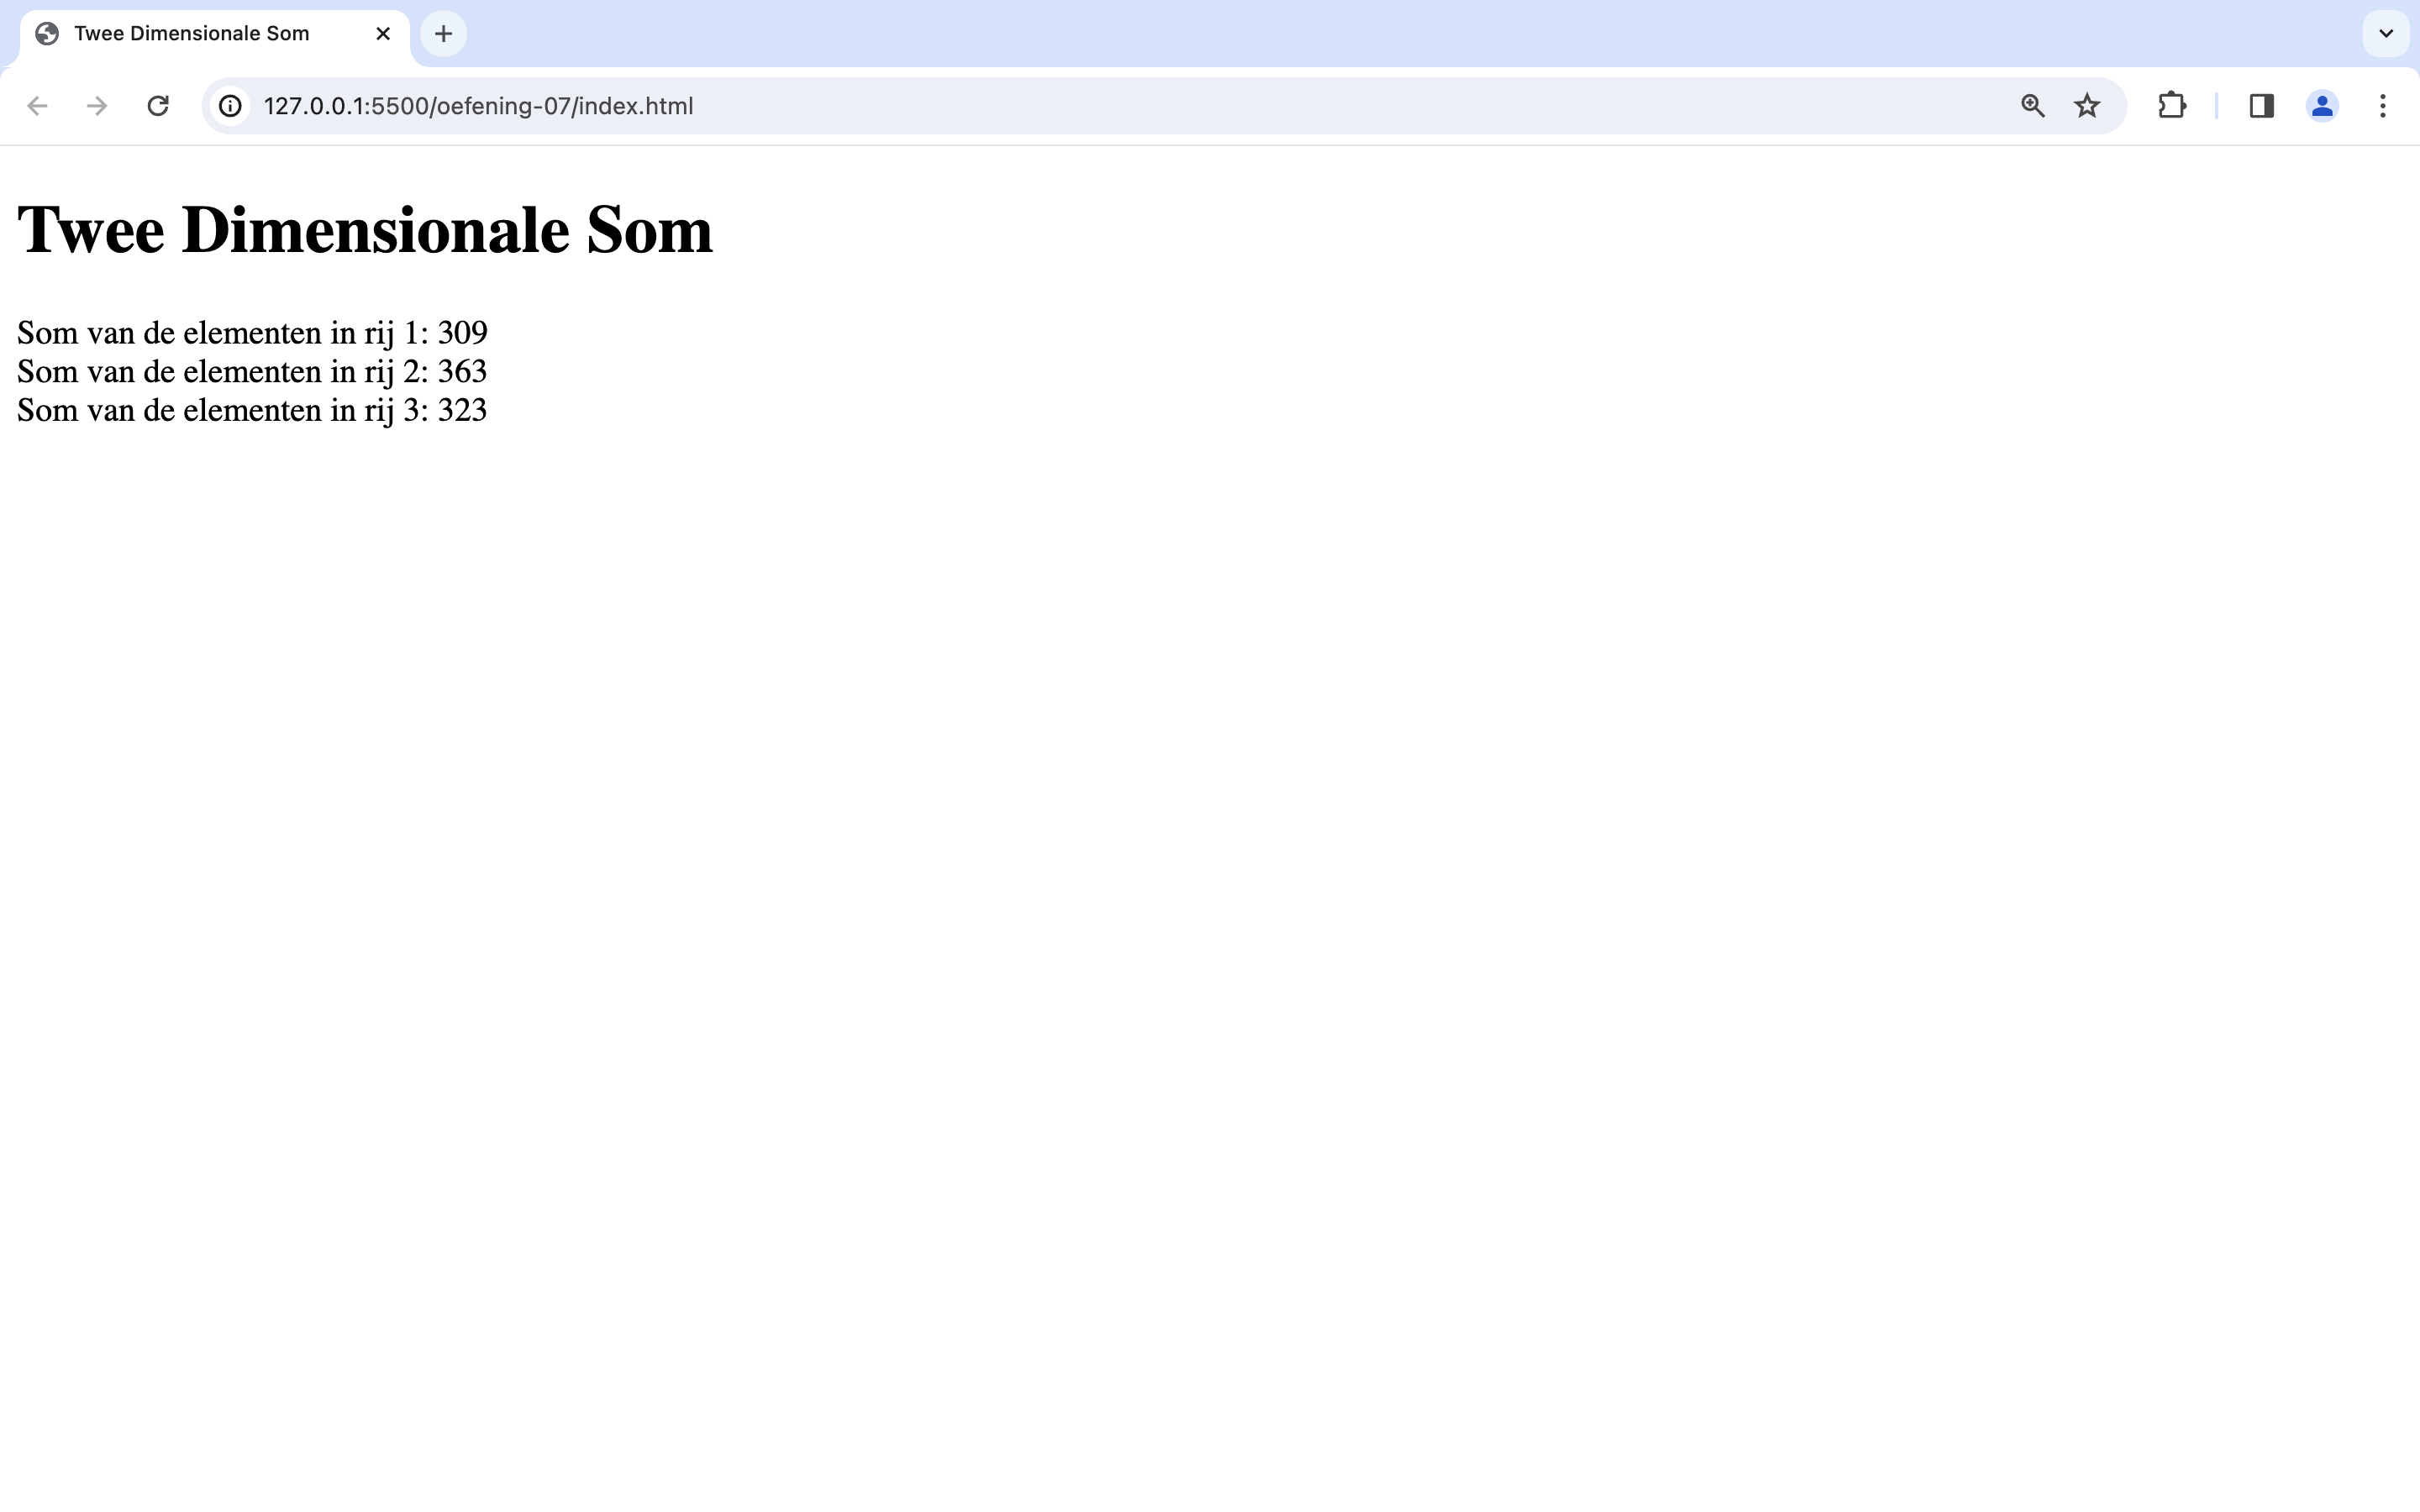 Twee Dimensionale Som
127.0.0.1:5500/oefening-07/index.html
Twee Dimensionale Som
Som van de elementen in rij 1: 309
Som van de elementen in rij 2: 363
Som van de elementen in rij 3: 323